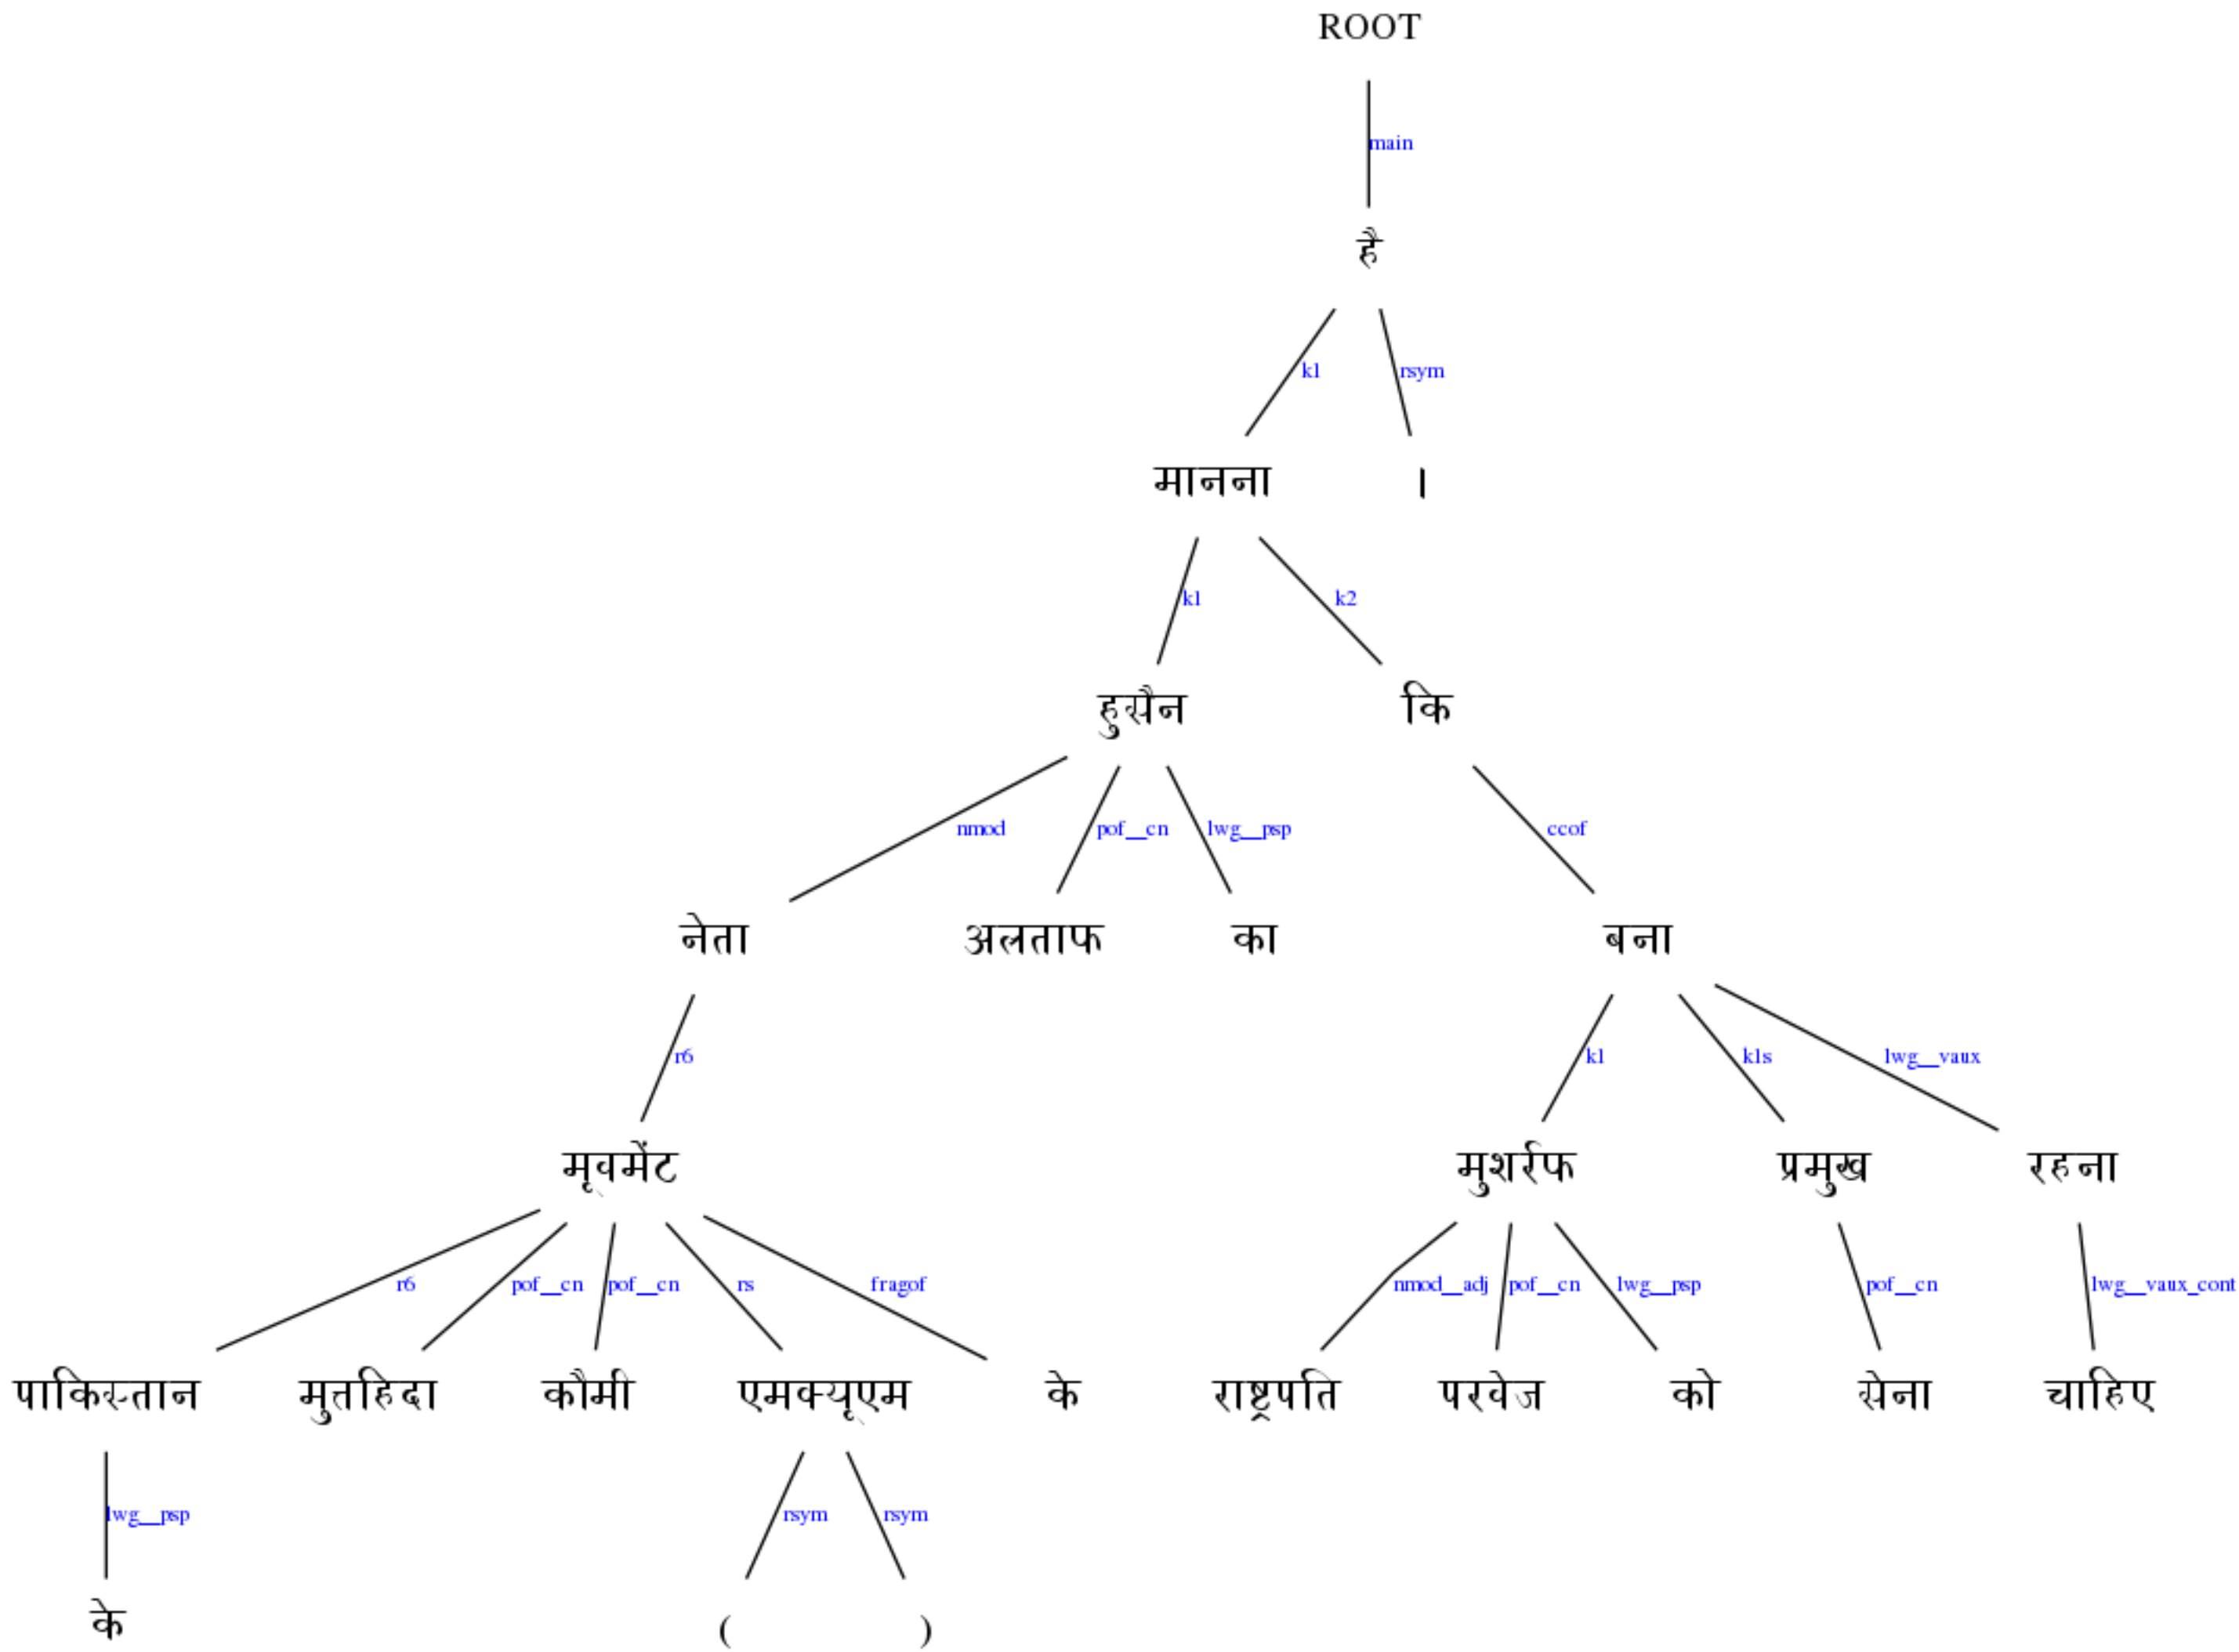 ROOT
main
है
k1 rsym
मानना ।
k1 k2
हुसैन कि
nmod pof__cn lwg__psp ccof
नेता अलताफ का बना
r6 k1 k1s lwg__vaux
मूवमेंट मुशर्रफ प्रमुख रहना
r6 pof__cn pof__cn rs fragof nmod__adj pof__cn lwg__psp pof__cn lwg__vaux_cont
पाकिस्तान मुत्तहिदा कौमी एमक्यूएम के राष्ट्रपति परवेज को सेना चाहिए
lwg__psp rsym rsym
के ( )